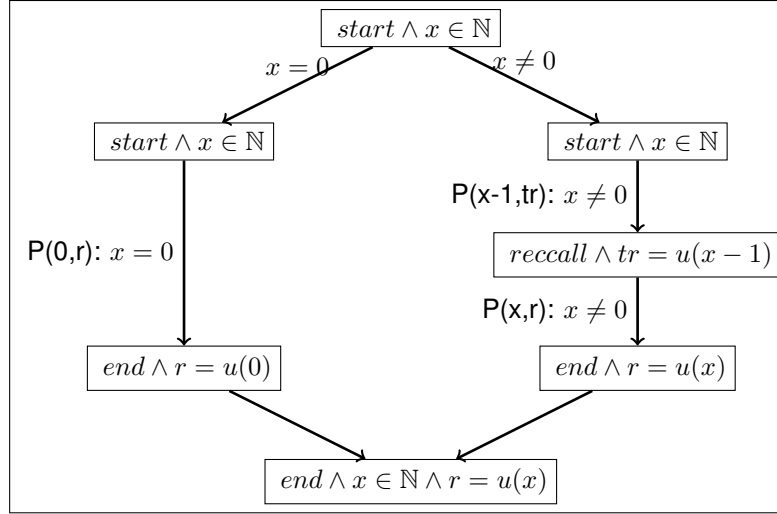 start ∧ x ∈ ℕ
x = 0 x ≠ 0
start ∧ x ∈ ℕ start ∧ x ∈ ℕ
P(x-1,tr): x ≠ 0
P(0,r): x = 0 reccall ∧ tr = u(x − 1)
P(x,r): x ≠ 0
end ∧ r = u(0) end ∧ r = u(x)
end ∧ x ∈ ℕ ∧ r = u(x)